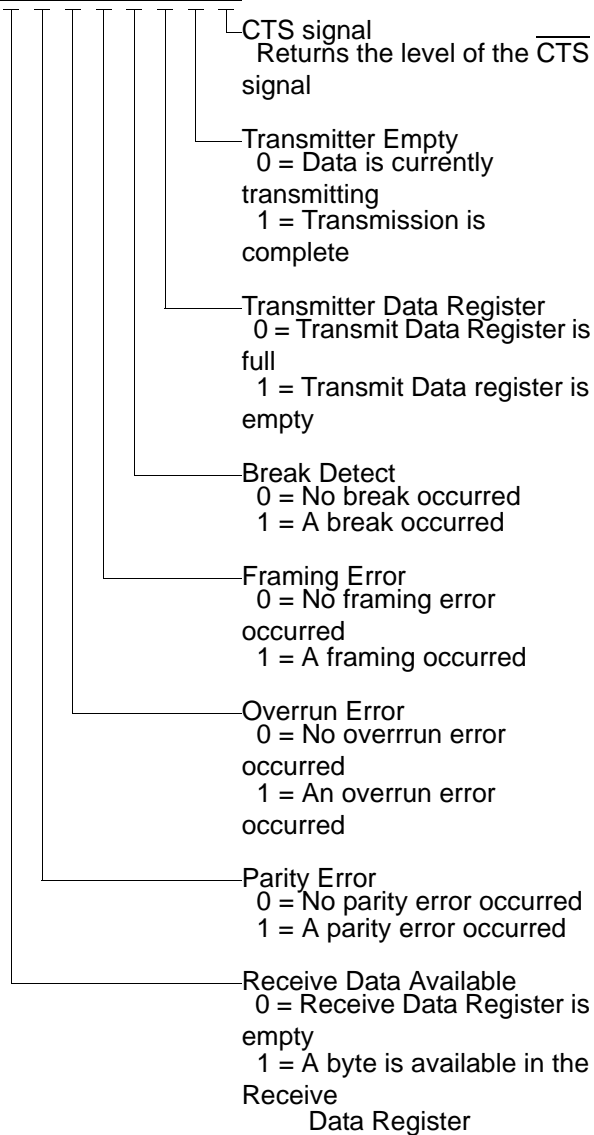 CTS signal
Returns the level of the CTS
signal
Transmitter Empty
0 = Data is currently
transmitting
1 = Transmission is
complete
Transmitter Data Register
0 = Transmit Data Register is
full
1 = Transmit Data register is
empty
Break Detect
0 = No break occurred
1 = A break occurred
Framing Error
0 = No framing error
occurred
1 = A framing occurred
Overrun Error
0 = No overrrun error
occurred
1 = An overrun error
occurred
Parity Error
0 = No parity error occurred
1 = A parity error occurred
Receive Data Available
0 = Receive Data Register is
empty
1 = A byte is available in the
Receive
Data Register